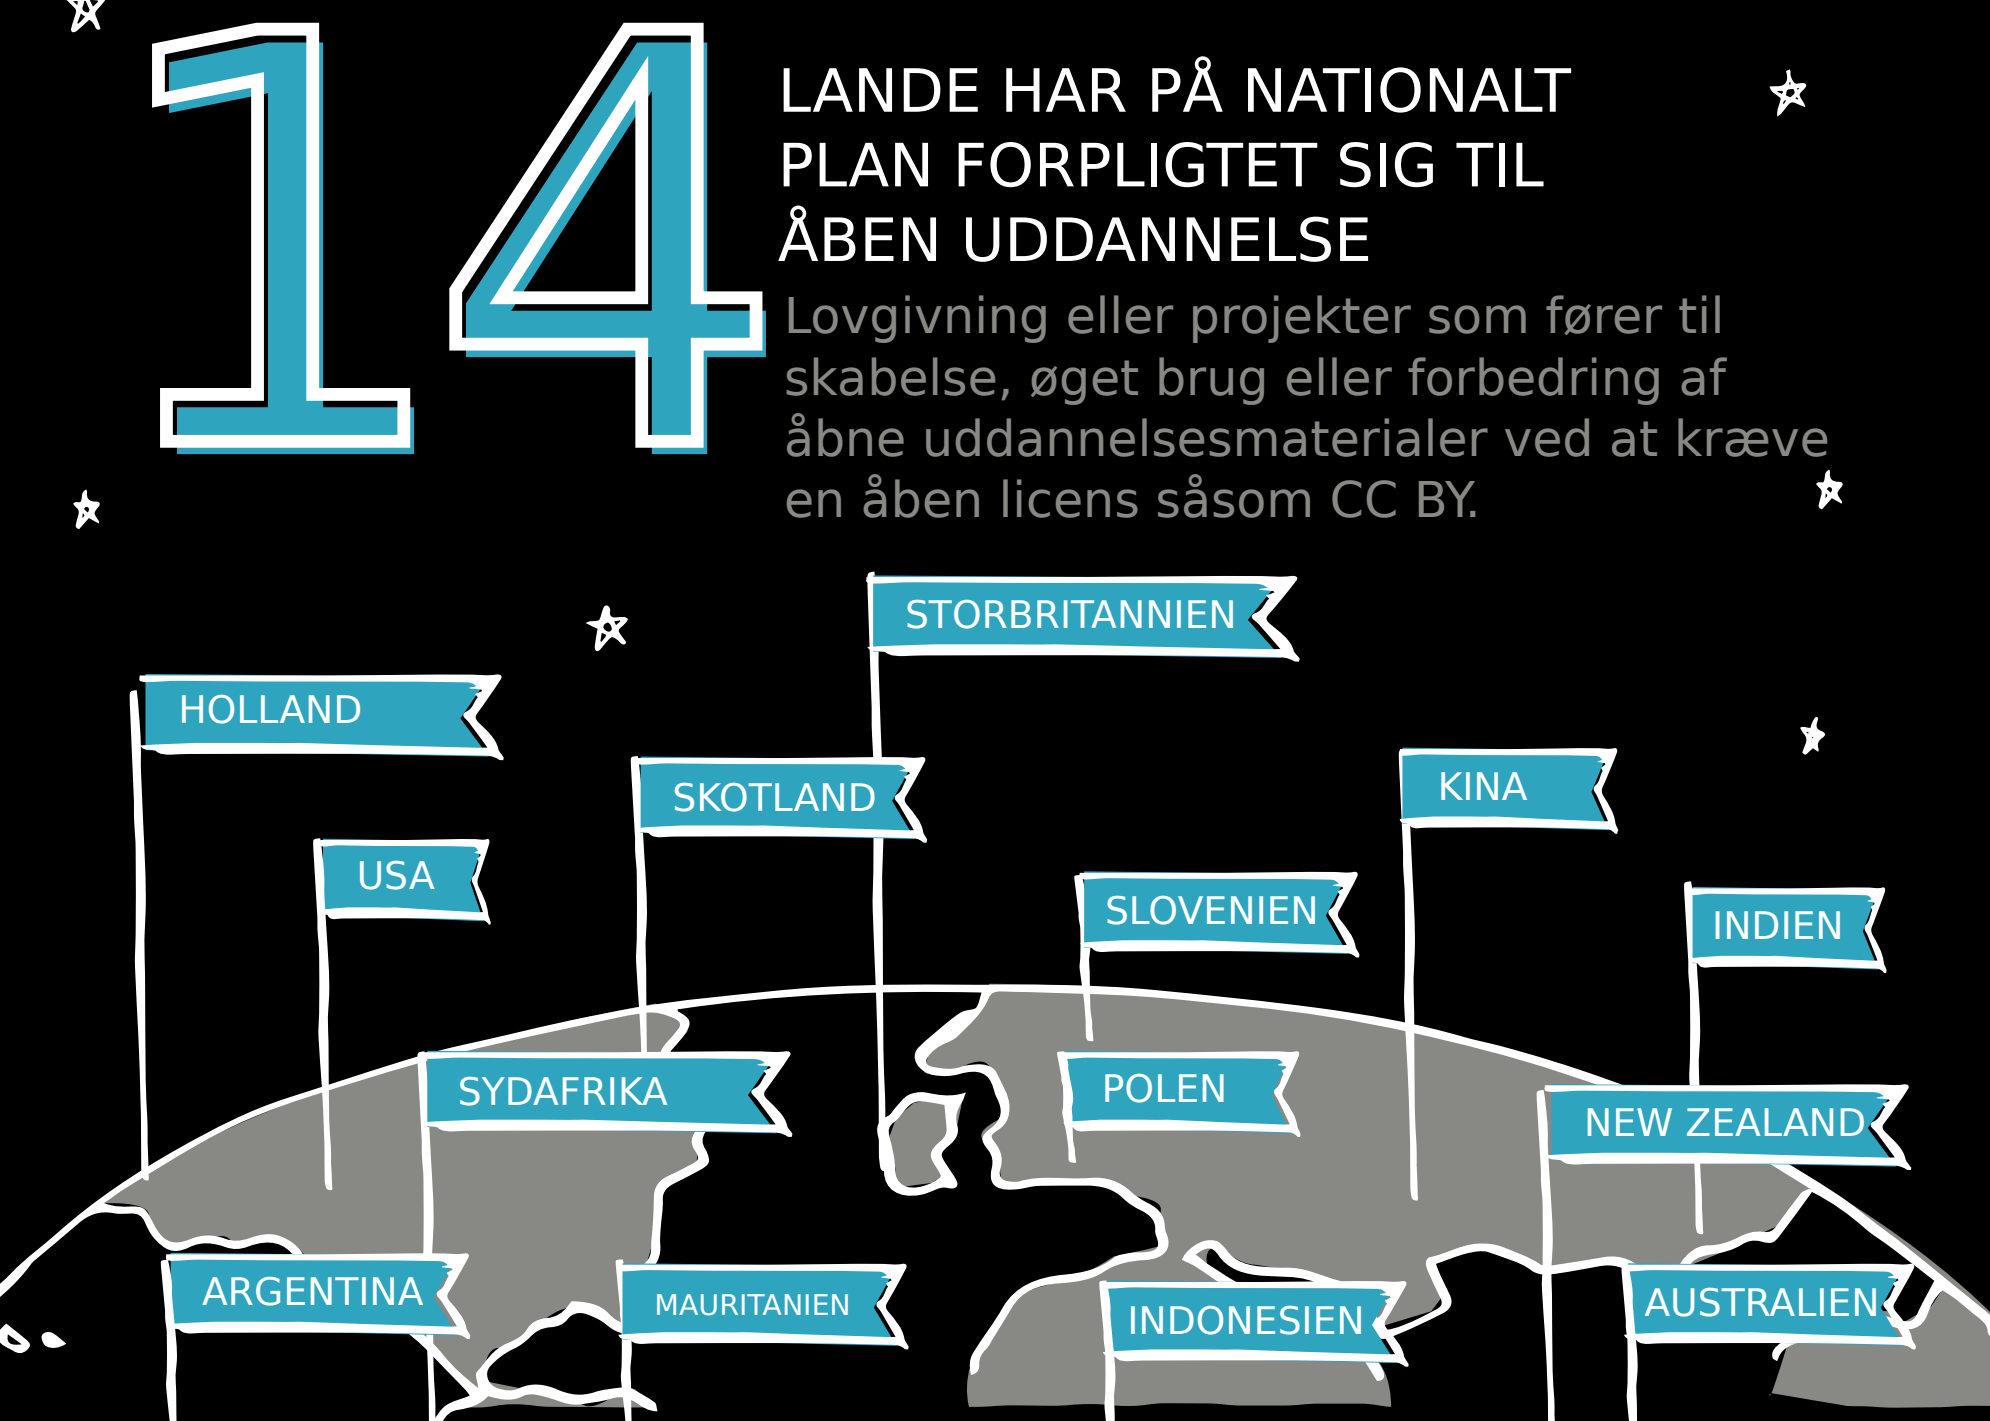 14
LANDE HAR PÅ NATIONALT
PLAN FORPLIGTET SIG TIL
ÅBEN UDDANNELSE
Lovgivning eller projekter som fører til
skabelse, øget brug eller forbedring af
åbne uddannelsesmaterialer ved at kræve
en åben licens såsom CC BY.
STORBRITANNIEN
HOLLAND
SKOTLAND
KINA
USA
SLOVENIEN
INDIEN
SYDAFRIKA
POLEN
NEW ZEALAND
ARGENTINA
MAURITANIEN
INDONESIEN
AUSTRALIEN